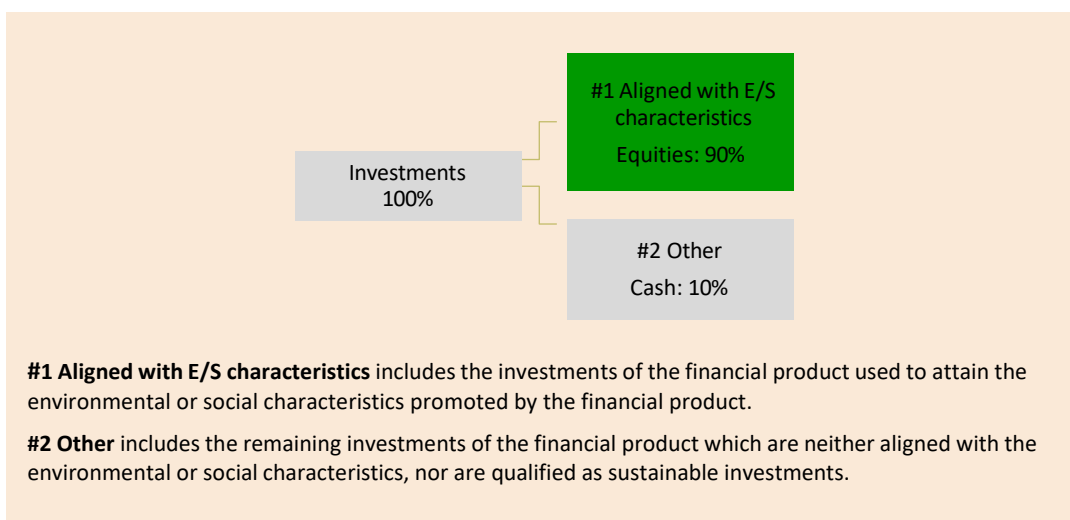 #1 Aligned with E/S
characteristics
Equities: 90%
Investments
100%
#2 Other
Cash: 10%
#1 Aligned with E/S characteristics includes the investments of the financial product used to attain the
environmental or social characteristics promoted by the financial product.
#2 Other includes the remaining investments of the financial product which are neither aligned with the
environmental or social characteristics, nor are qualified as sustainable investments.